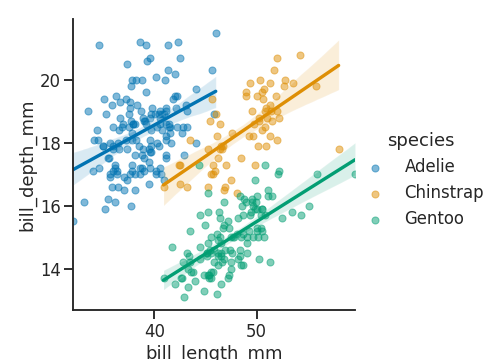 20
18
16
14
bill_depth_mm
40
50
bill_length_mm
species
Adelie
Chinstrap
Gentoo